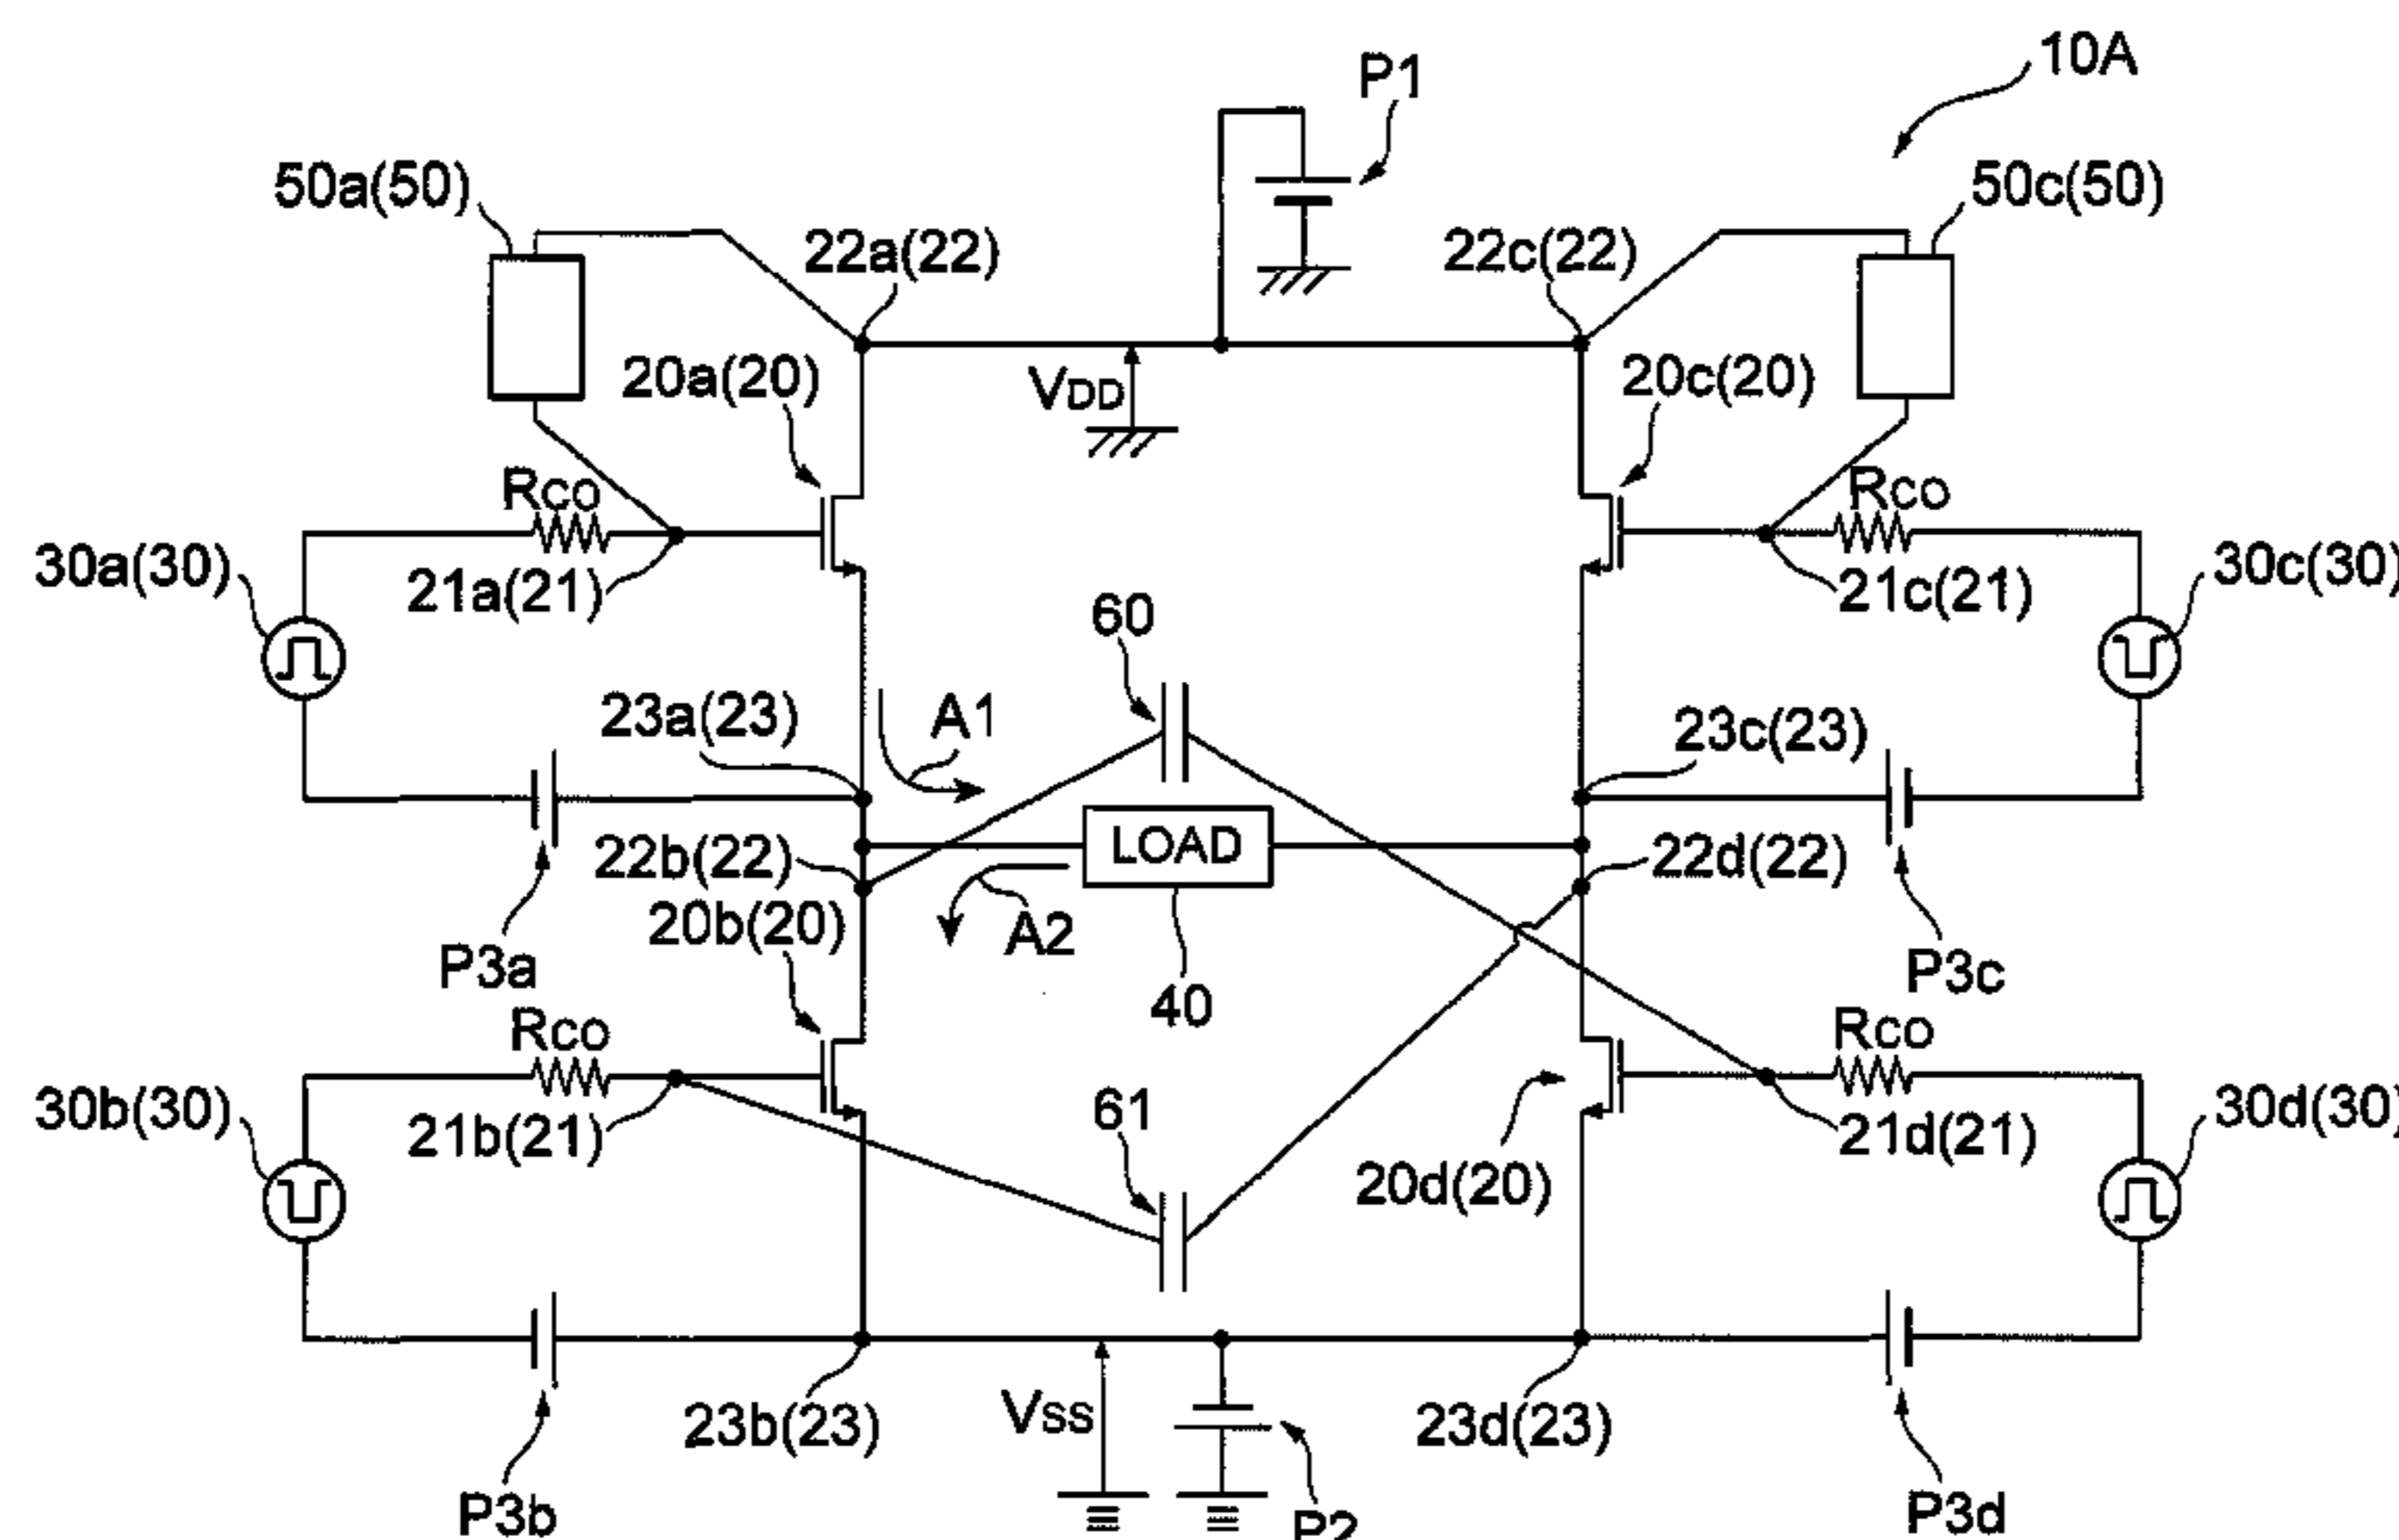 10A
P1
50a(50)
50c(50)
22a(22)
22c(22)
20a(20)
VDD
20c(20)
Rco
Rco
30a(30)
21a(21)
21c(21)
30c(30)
60
23a(23)
A1
23c(23)
22b(22)
LOAD
22d(22)
20b(20)
A2
P3a
40
P3c
Rco
Rco
30b(30)
21b(21)
61
20d(20)
21d(21)
30d(30)
23b(23)
VSS
23d(23)
P3b
P2
P3d